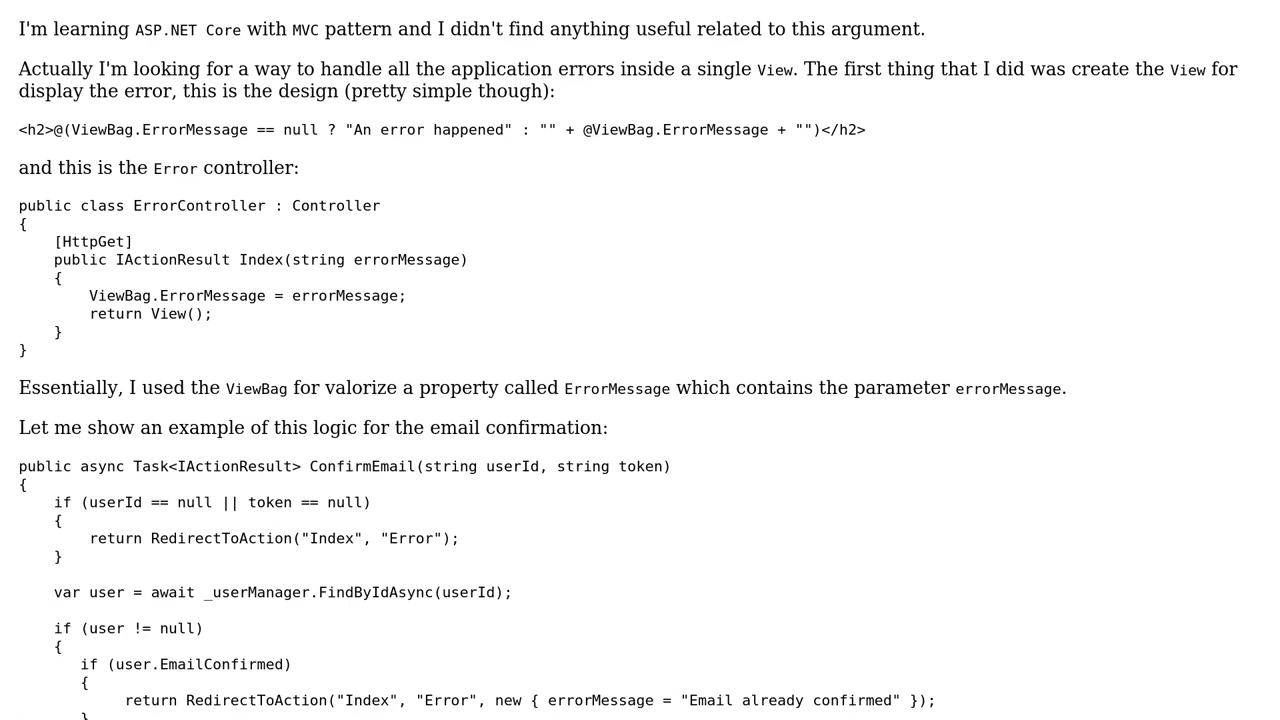 I'm learning ASP.NET Core with MVC pattern and I didn't find anything useful related to this argument.
Actually I'm looking for a way to handle all the application errors inside a single View. The first thing that I did was create the View for
display the error, this is the design (pretty simple though):
<h2>@(ViewBag.ErrorMessage == null ? "An error happened" : "" + @ViewBag.ErrorMessage + "")</h2>
and this is the Error controller:
public class ErrorController : Controller
{
    [HttpGet]
    public IActionResult Index(string errorMessage)
    {
        ViewBag.ErrorMessage = errorMessage;
        return View();
    }
}
Essentially, I used the ViewBag for valorize a property called ErrorMessage which contains the parameter errorMessage.
Let me show an example of this logic for the email confirmation:
public async Task<IActionResult> ConfirmEmail(string userId, string token)
{
    if (userId == null || token == null)
    {
        return RedirectToAction("Index", "Error");
    }
    var user = await _userManager.FindByIdAsync(userId);
    if (user != null)
    {
       if (user.EmailConfirmed)
       {
            return RedirectToAction("Index", "Error", new { errorMessage = "Email already confirmed" });
       }